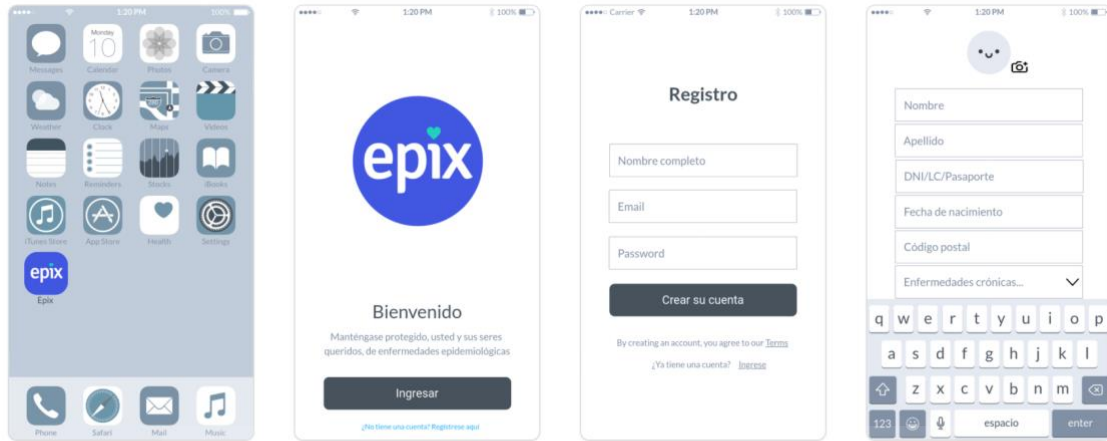 1:20 PM
100%
Monday
10
Messages
Calendar
Photos
Camera
Weather
Clock
Maps
Videos
Notes
Reminders
Stocks
iBooks
iTunes Store
App Store
Health
Settings
epix
Epix
Phone
Safari
Mail
Music
1:20 PM
100%
epix
Bienvenido
Manténgase protegido, usted y sus seres
queridos, de enfermedades epidemiológicas
Ingresar
¿No tiene una cuenta? Regístrese aquí
Carrier
1:20 PM
100%
Registro
Nombre completo
Email
Password
Crear su cuenta
By creating an account, you agree to our Terms
¿Ya tiene una cuenta? Ingrese
1:20 PM
100%
Nombre
Apellido
DNI/LC/Pasaporte
Fecha de nacimiento
Código postal
Enfermedades crónicas...
q w e r t y u i o p
a s d f g h j k l
z x c v b n m
123
espacio
enter